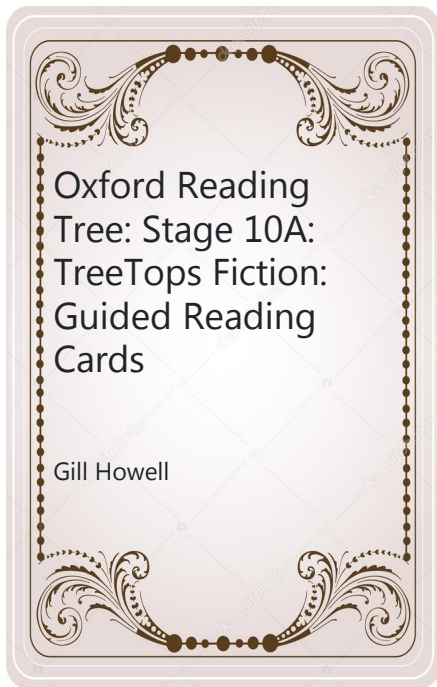 Oxford Reading
Tree: Stage 10A:
TreeTops Fiction:
Guided Reading
Cards
Gill Howell